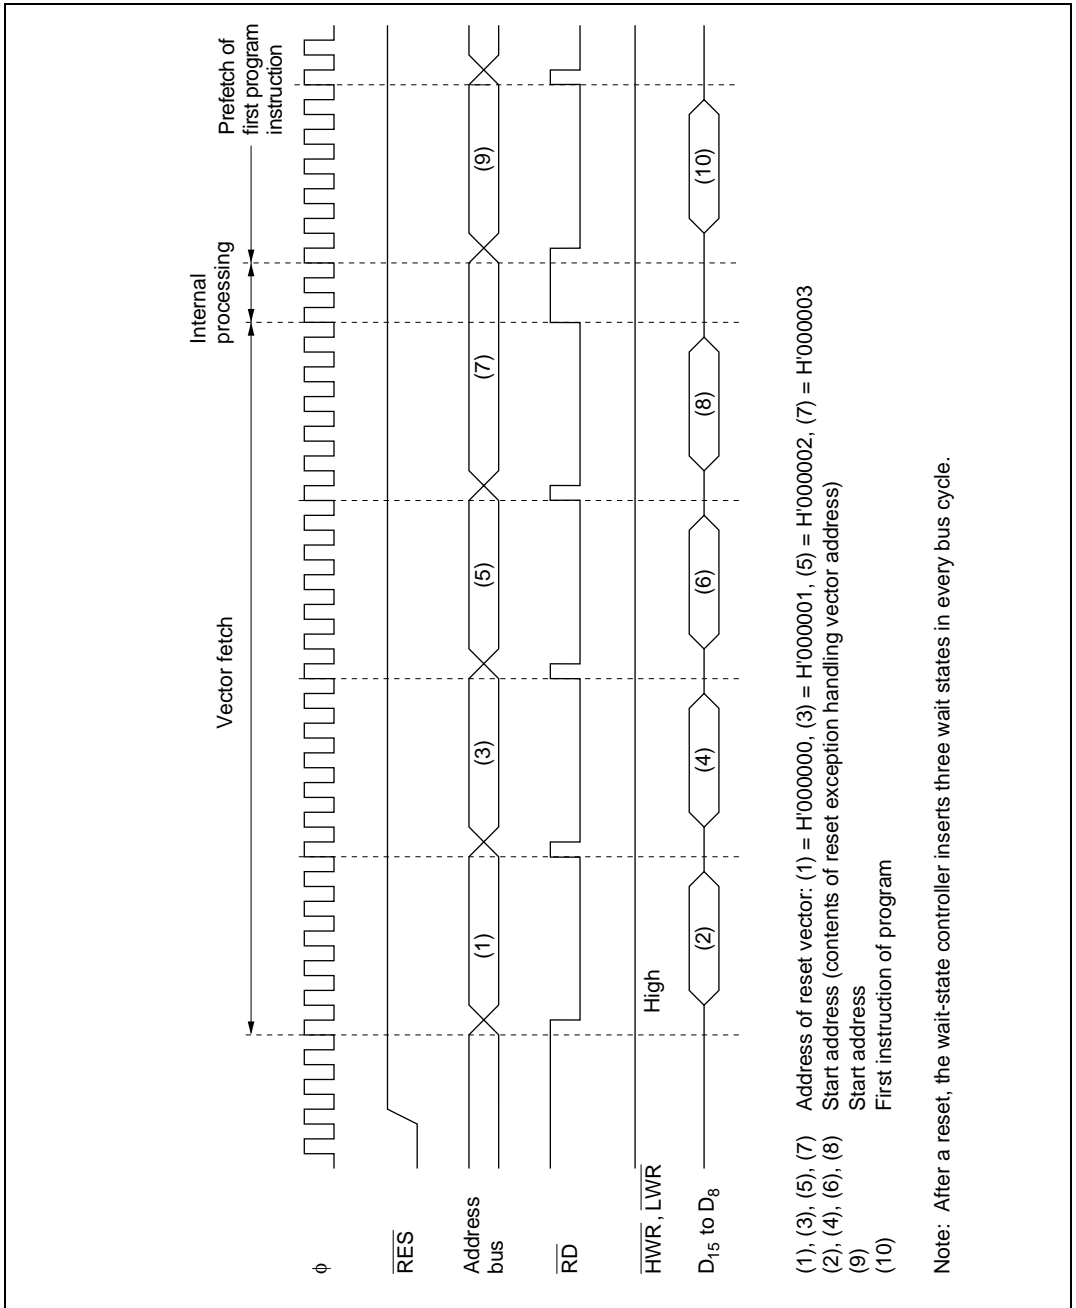 Vector fetch
Internal
processing
Prefetch of
first program
instruction
φ
RES
Address
bus
(1)
(3)
(5)
(7)
(9)
RD
HWR , LWR
High
D15 to D8
(2)
(4)
(6)
(8)
(10)
(1), (3), (5), (7) Address of reset vector: (1) = H'000000, (3) = H'000001, (5) = H'000002, (7) = H'000003
(2), (4), (6), (8) Start address (contents of reset exception handling vector address)
(9) Start address
(10) First instruction of program
Note: After a reset, the wait-state controller inserts three wait states in every bus cycle.